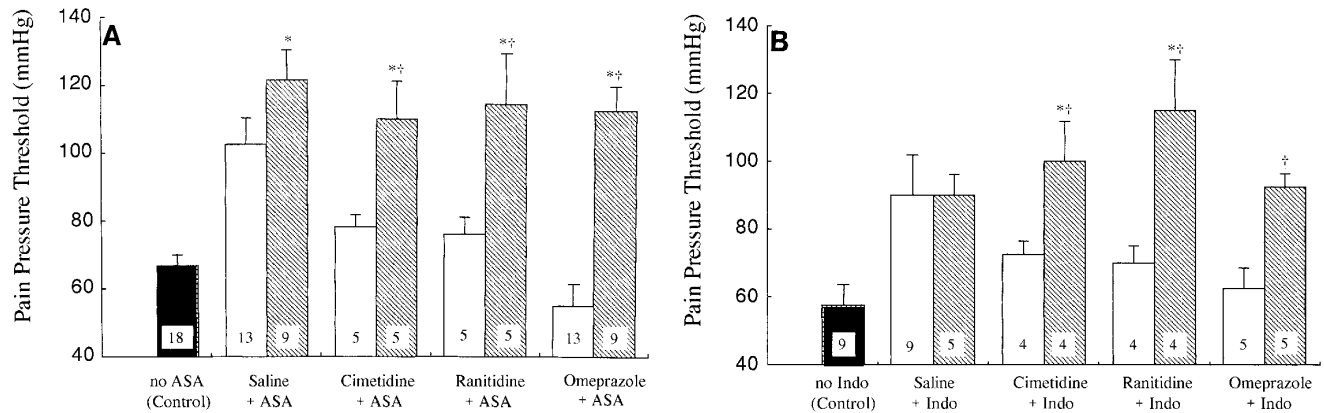 A
Pain Pressure Threshold (mmHg)
140
120
100
80
60
40
*
*†
*†
*†
18
13
9
5
5
5
5
13
9
no ASA
(Control)
Saline
+ ASA
Cimetidine
+ ASA
Ranitidine
+ ASA
Omeprazole
+ ASA
B
Pain Pressure Threshold (mmHg)
140
120
100
80
60
40
*†
*†
†
9
9
5
4
4
4
4
5
5
no Indo
(Control)
Saline
+ Indo
Cimetidine
+ Indo
Ranitidine
+ Indo
Omeprazole
+ Indo